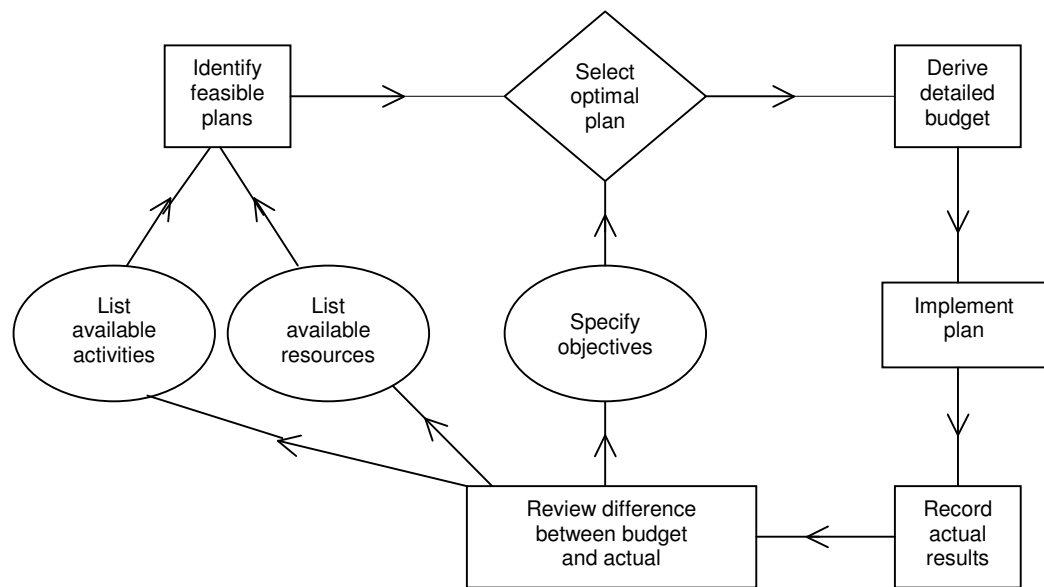 Identify
feasible
plans
Select
optimal
plan
Derive
detailed
budget
List
available
activities
List
available
resources
Specify
objectives
Implement
plan
Review difference
between budget
and actual
Record
actual
results